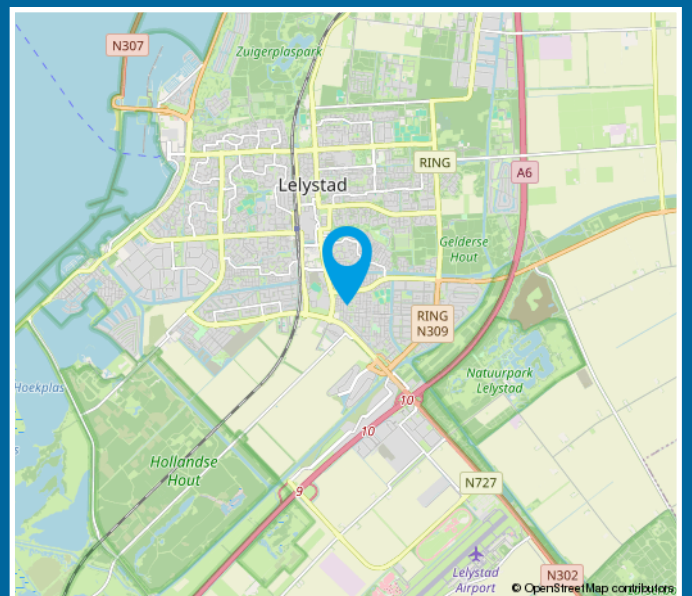 N307
Zuigerplaspark
RING
A6
Lelystad
Gelderse
Hout
RING
N309
Natuurpark
Lelystad
Hoekplas
10
10
Hollandse
Hout
9
N727
Lelystad
Airport
N302
© OpenStreetMap contributors